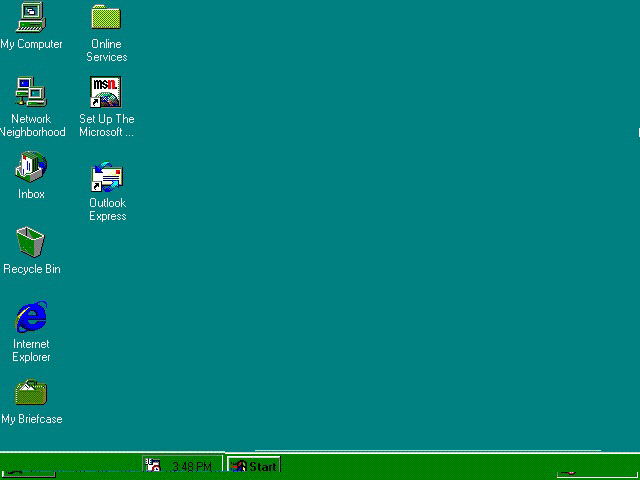 My Computer
Online
Services
msn.
Network
Neighborhood
Set Up The
Microsoft ...
Inbox
Outlook
Express
Recycle Bin
Internet
Explorer
My Briefcase
3:48 PM
Start